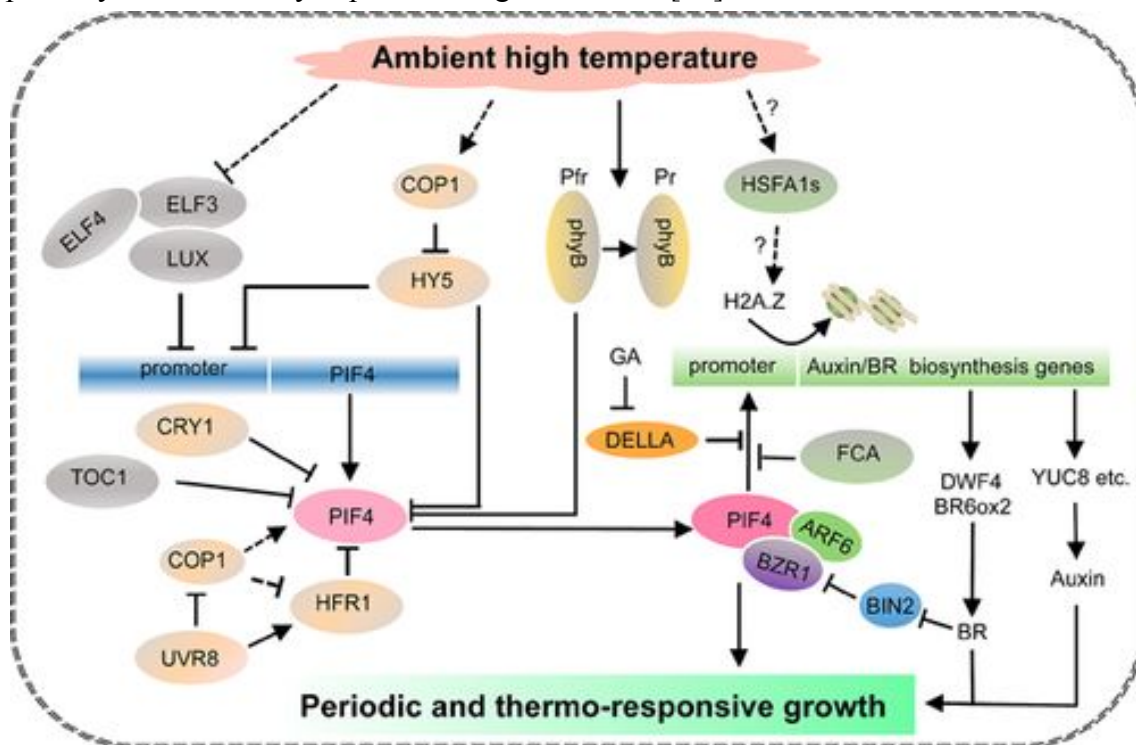 Ambient high temperature
?
COP1
Pfr
Pr
HSFA1s
ELF4
ELF3
phyB
phyB
LUX
HY5
?
H2A.Z
promoter
PIF4
GA
promoter
Auxin/BR biosynthesis genes
CRY1
DELLA
FCA
TOC1
DWF4
BR6ox2
YUC8 etc.
PIF4
PIF4
ARF6
BZR1
COP1
HFR1
BIN2
Auxin
BR
UVR8
Periodic and thermo-responsive growth